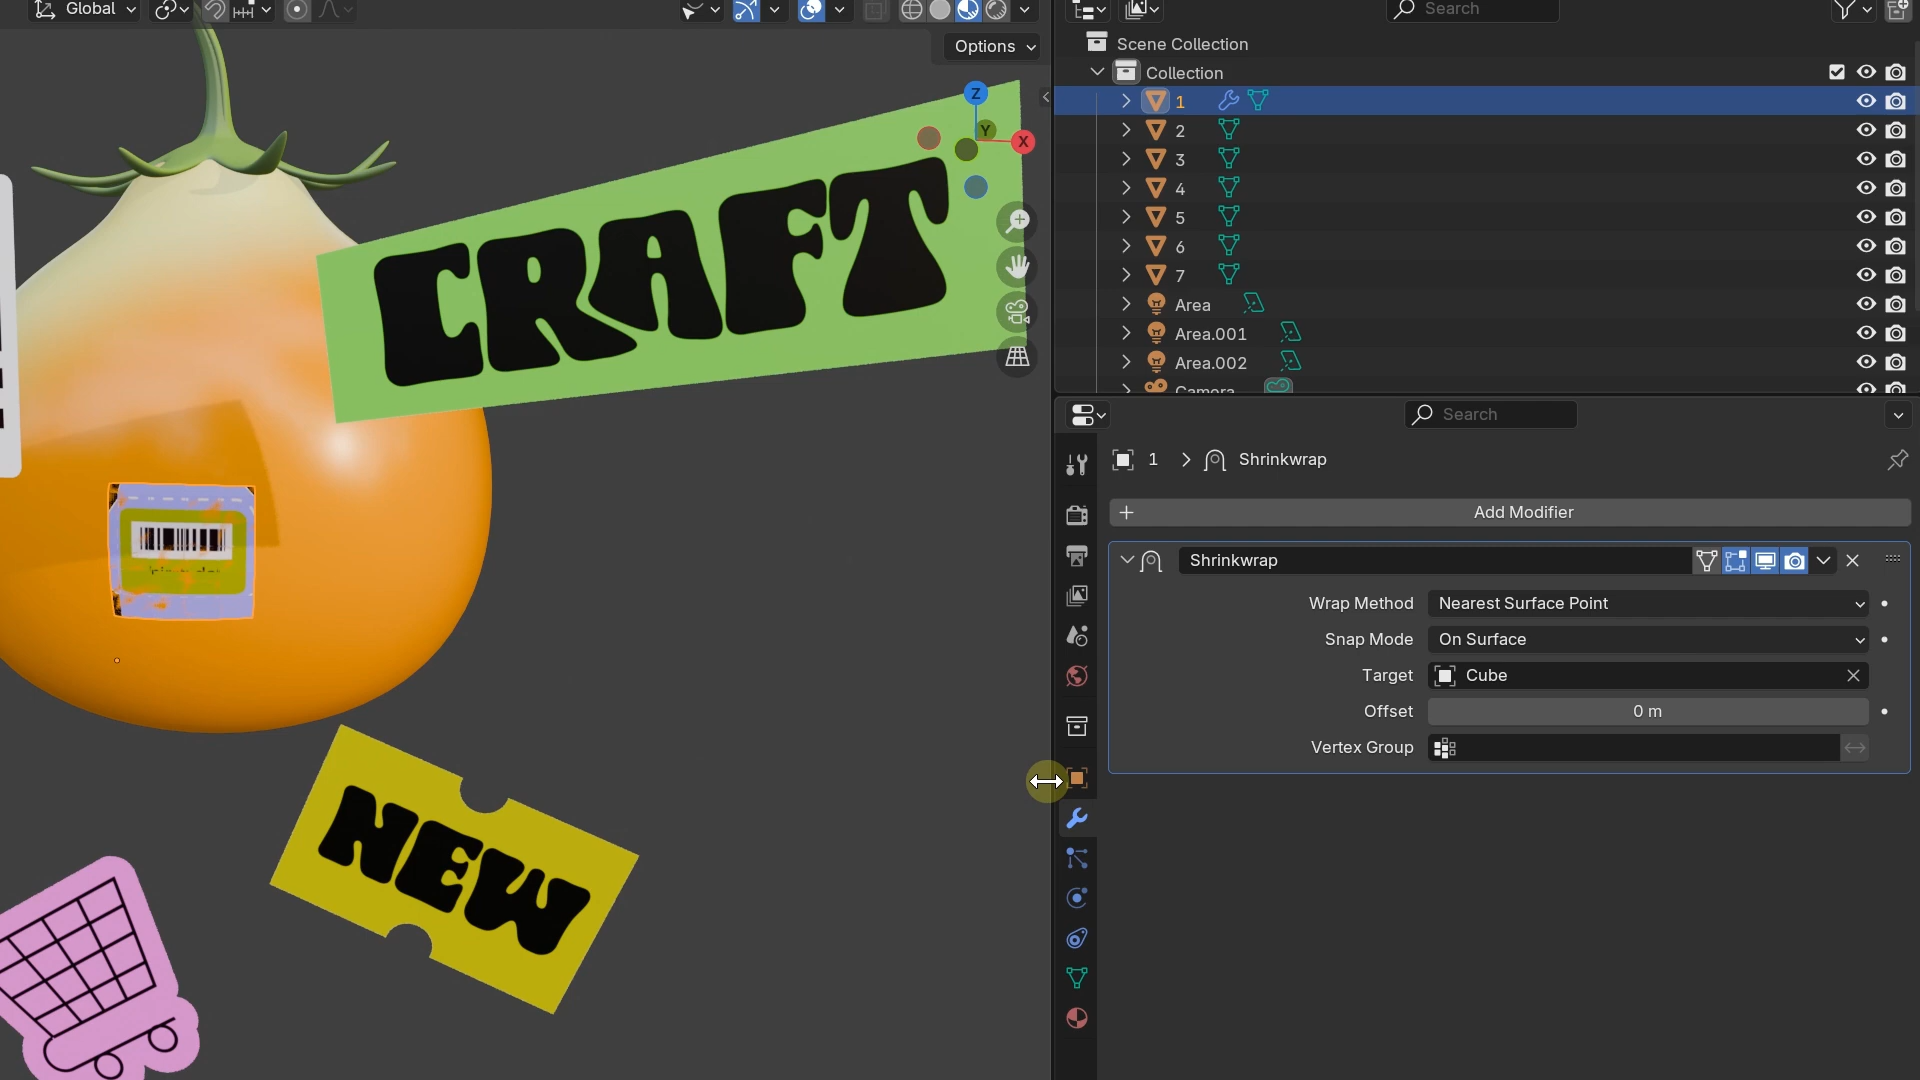 Global
Options
Z
Y
X
CRAFT
NEW
Search
Scene Collection
Collection
1
2
3
4
5
6
7
Area
Area.001
Area.002
Camera
Search
1 > Shrinkwrap
+ Add Modifier
Shrinkwrap
Wrap Method Nearest Surface Point
Snap Mode On Surface
Target Cube
Offset 0 m
Vertex Group